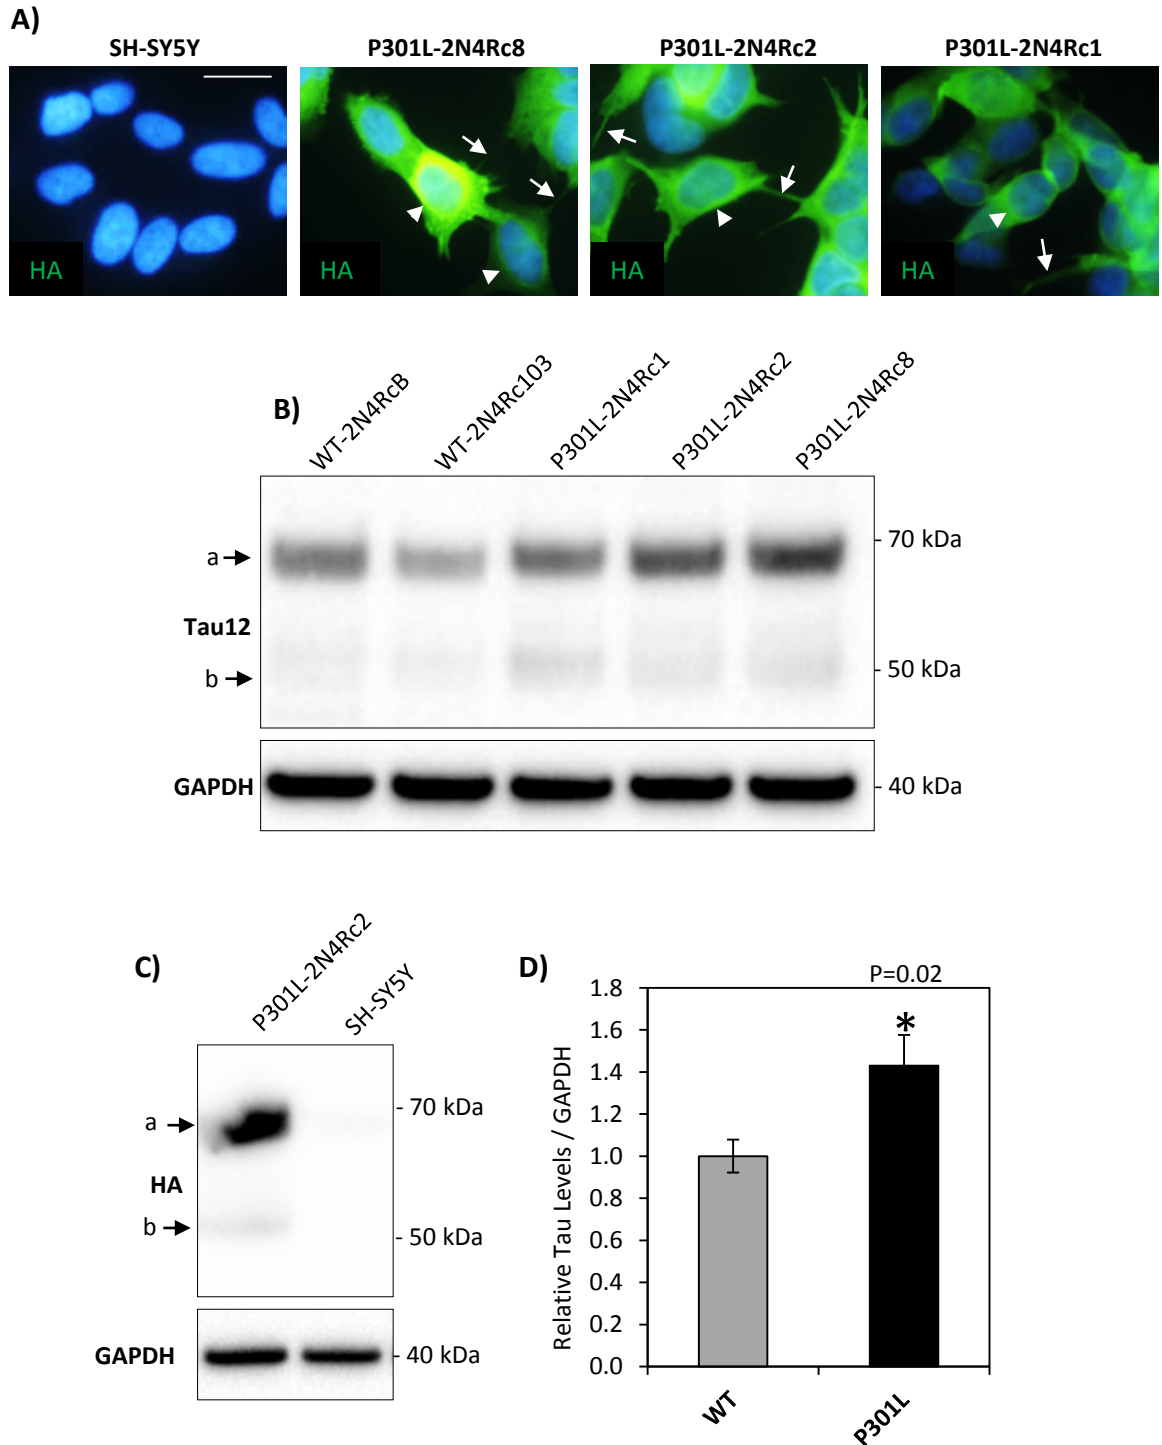 A)
SH-SY5Y
P301L-2N4Rc8
P301L-2N4Rc2
P301L-2N4Rc1
HA
HA
HA
HA
B)
WT-2N4RcB
WT-2N4Rc103
P301L-2N4Rc1
P301L-2N4Rc2
P301L-2N4Rc8
a
Tau12
b
- 70 kDa
- 50 kDa
GAPDH
- 40 kDa
C)
P301L-2N4Rc2
SH-SY5Y
a
HA
b
- 70 kDa
- 50 kDa
GAPDH
- 40 kDa
D)
P=0.02
*
Relative Tau Levels / GAPDH
1.8
1.6
1.4
1.2
1.0
0.8
0.6
0.4
0.2
0.0
WT
P301L